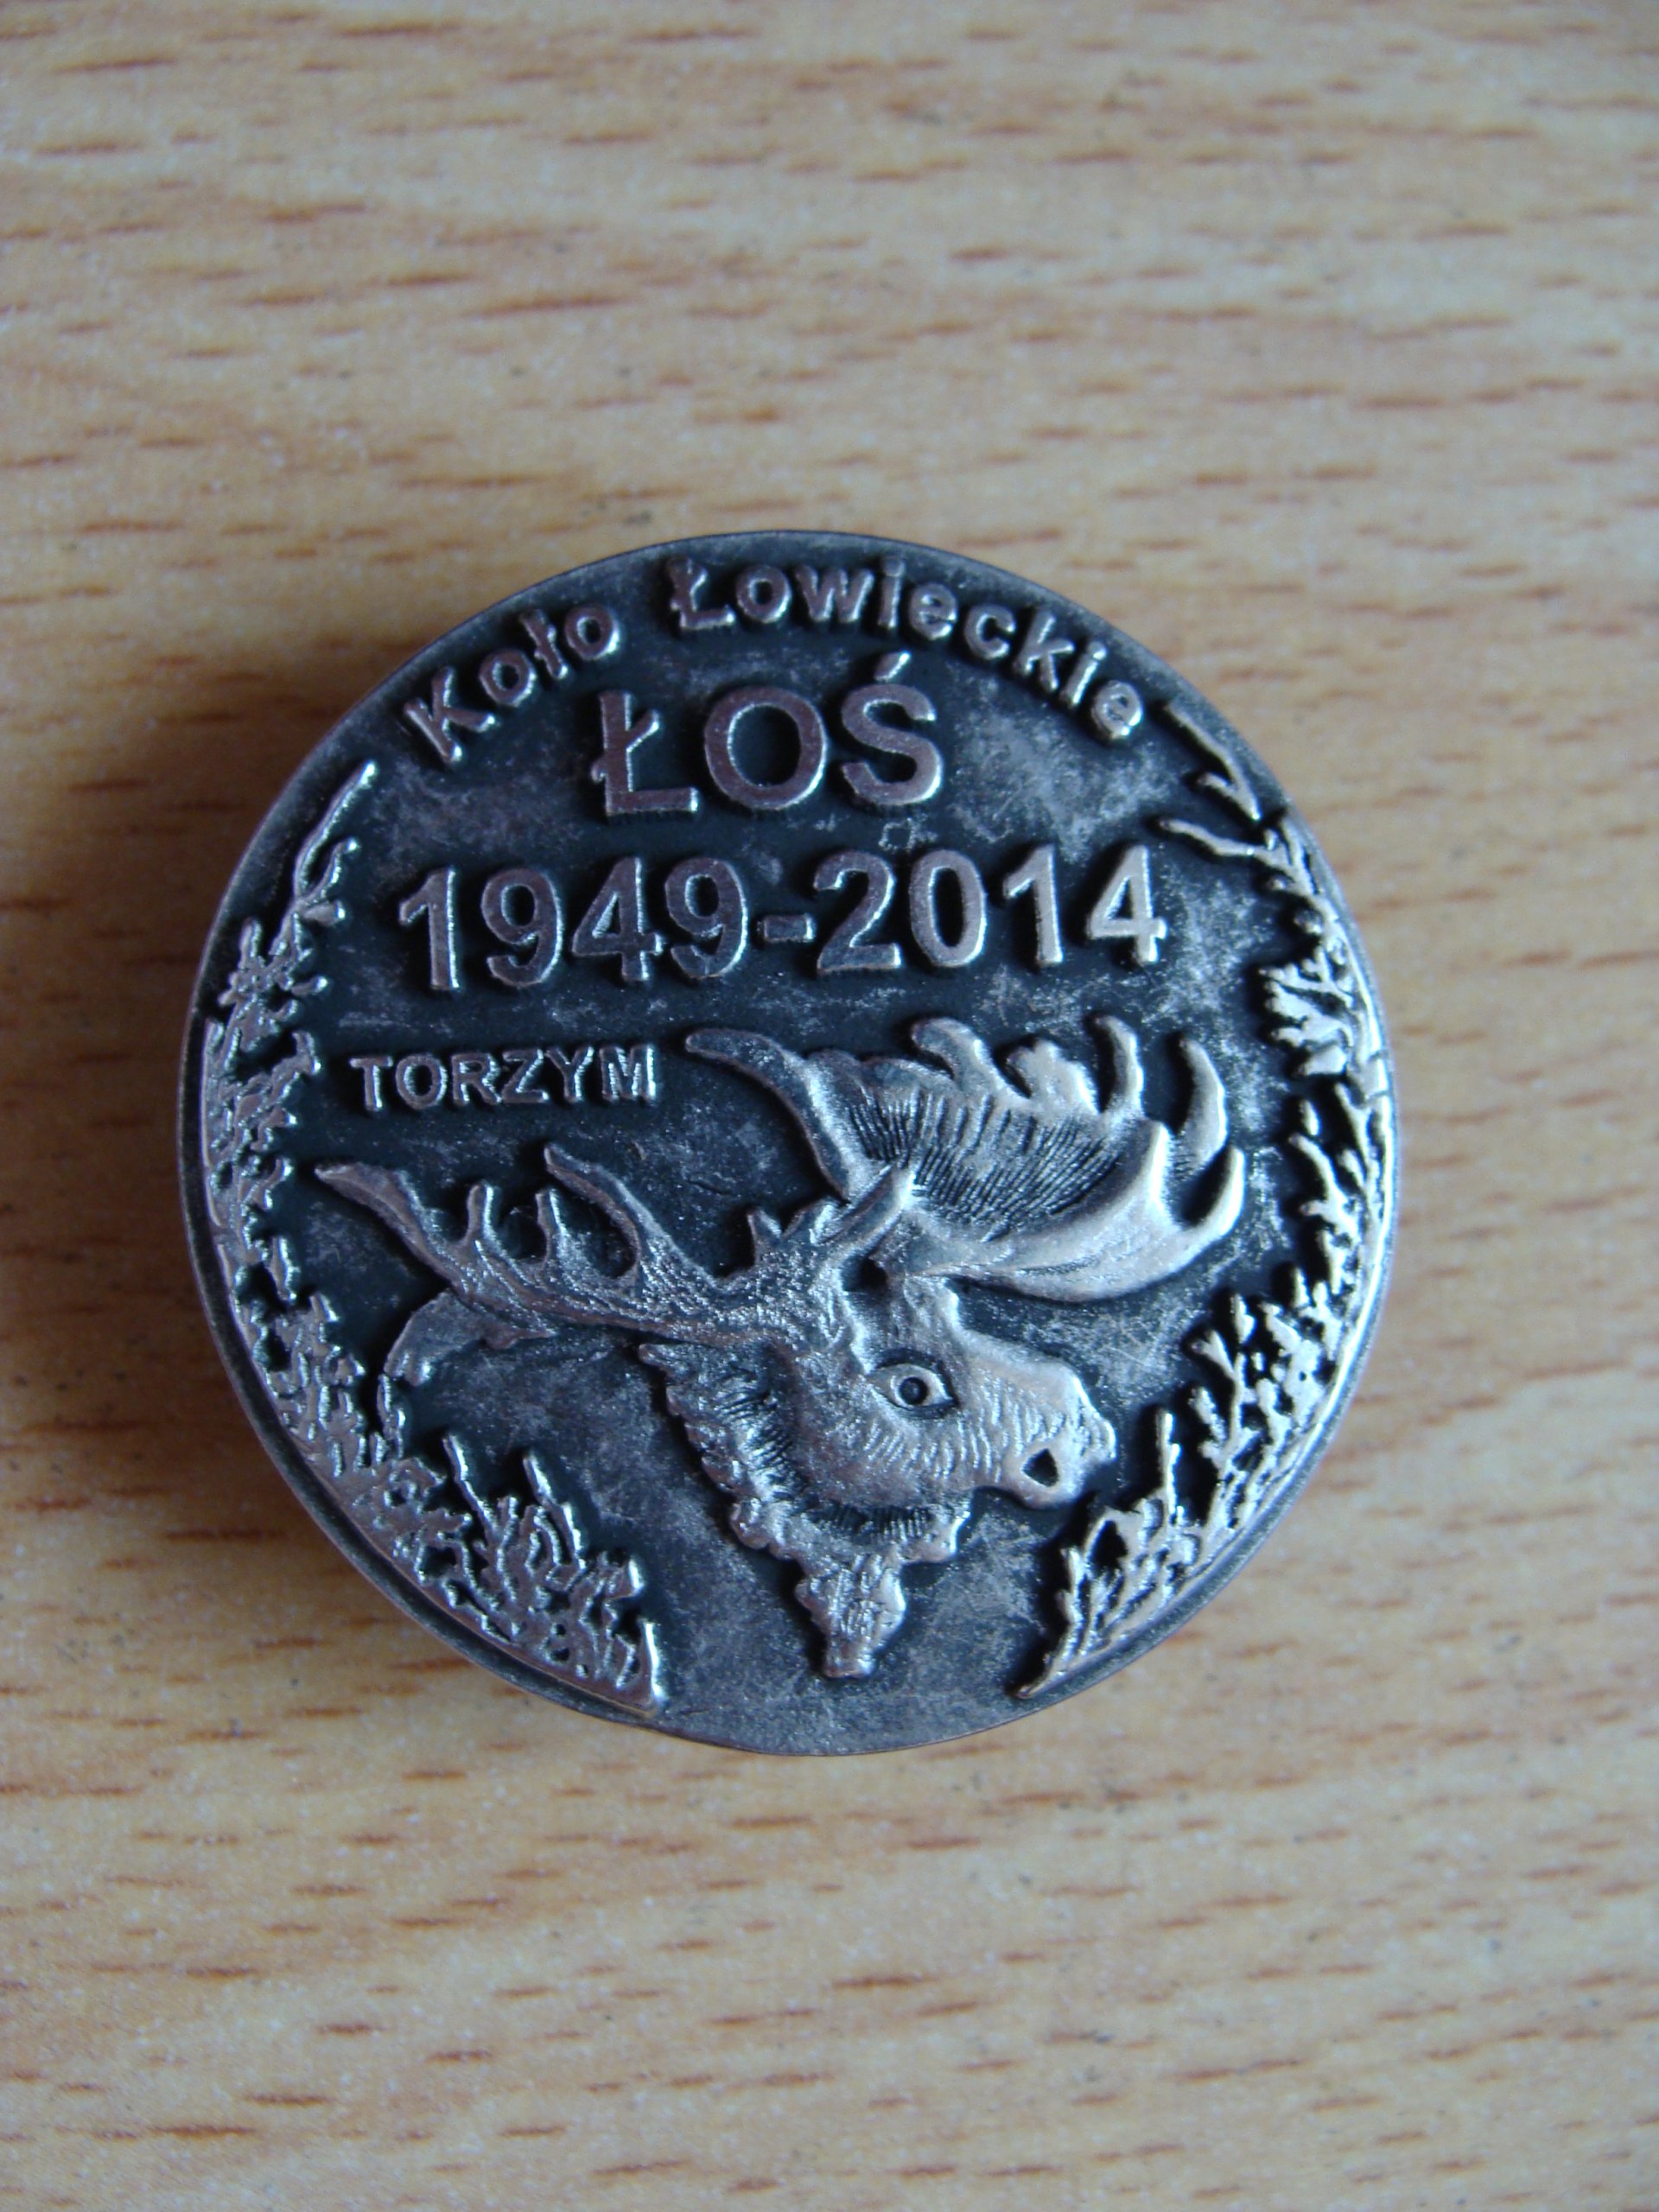 Koło Łowieckie
ŁOŚ
1949-2014
TORZYM